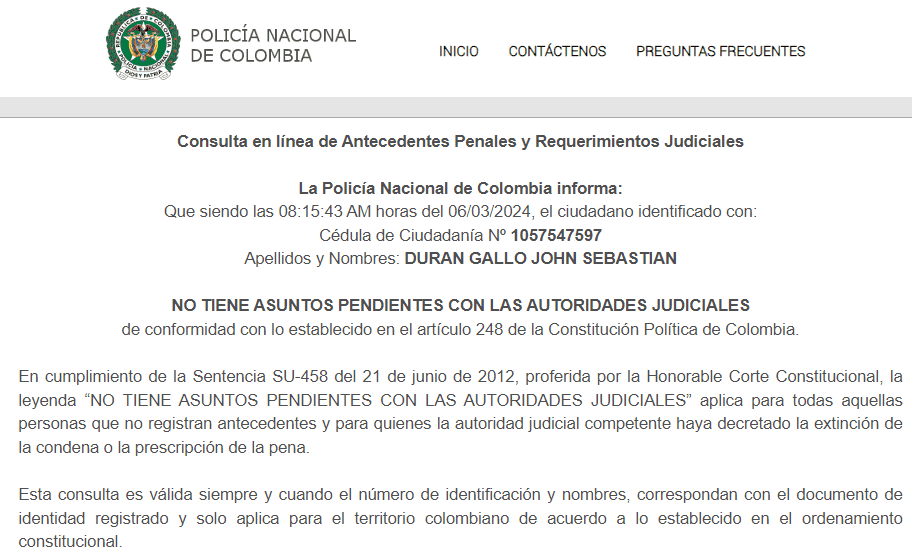 REPÚBLICA DE COLOMBIA
POLICÍA NACIONAL
DIOS Y PATRIA
POLICÍA NACIONAL
DE COLOMBIA
INICIO CONTÁCTENOS PREGUNTAS FRECUENTES
Consulta en línea de Antecedentes Penales y Requerimientos Judiciales
La Policía Nacional de Colombia informa:
Que siendo las 08:15:43 AM horas del 06/03/2024, el ciudadano identificado con:
Cédula de Ciudadanía Nº 1057547597
Apellidos y Nombres: DURAN GALLO JOHN SEBASTIAN
NO TIENE ASUNTOS PENDIENTES CON LAS AUTORIDADES JUDICIALES
de conformidad con lo establecido en el artículo 248 de la Constitución Política de Colombia.
En cumplimiento de la Sentencia SU-458 del 21 de junio de 2012, proferida por la Honorable Corte Constitucional, la
leyenda “NO TIENE ASUNTOS PENDIENTES CON LAS AUTORIDADES JUDICIALES” aplica para todas aquellas
personas que no registran antecedentes y para quienes la autoridad judicial competente haya decretado la extinción de
la condena o la prescripción de la pena.
Esta consulta es válida siempre y cuando el número de identificación y nombres, correspondan con el documento de
identidad registrado y solo aplica para el territorio colombiano de acuerdo a lo establecido en el ordenamiento
constitucional.